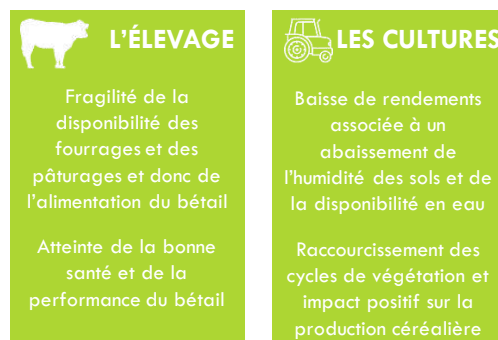 L'ÉLEVAGE
Fragilité de la
disponibilité des
fourrages et des
pâturages et donc de
l'alimentation du bétail
Atteinte de la bonne
santé et de la
performance du bétail
LES CULTURES
Baisse de rendements
associée à un
abaissement de
l'humidité des sols et de
la disponibilité en eau
Raccourcissement des
cycles de végétation et
impact positif sur la
production céréalière